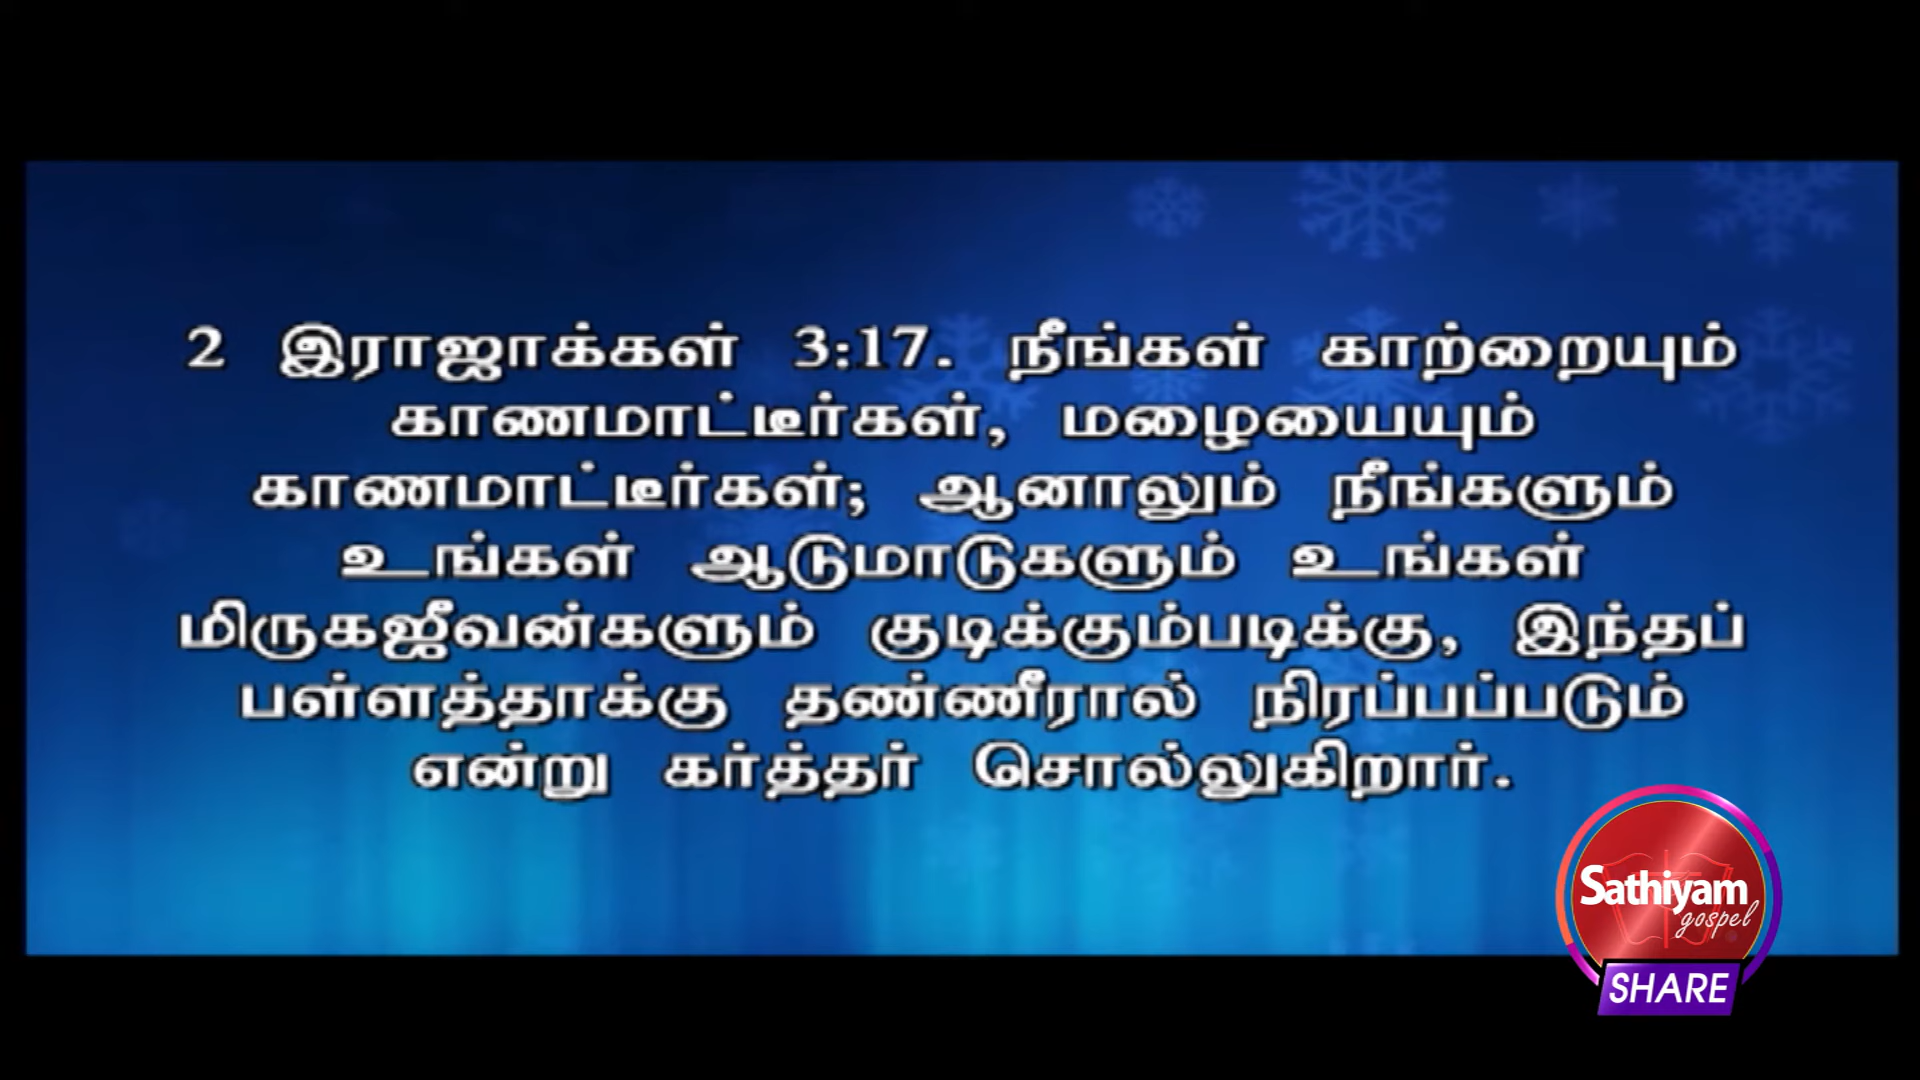 2 இராஜாக்கள் 3:17. நீங்கள் காற்றையும்
காணமாட்டீர்கள், மழையையும்
காணமாட்டீர்கள்; ஆனாலும் நீங்களும்
உங்கள் ஆடுமாடுகளும் உங்கள்
மிருகஜீவன்களும் குடிக்கும்படிக்கு, இந்தப்
பள்ளத்தாக்கு தண்ணீரால் நிரப்பப்படும்
என்று கர்த்தர் சொல்லுகிறார்.
Sathiyam
gospel
SHARE